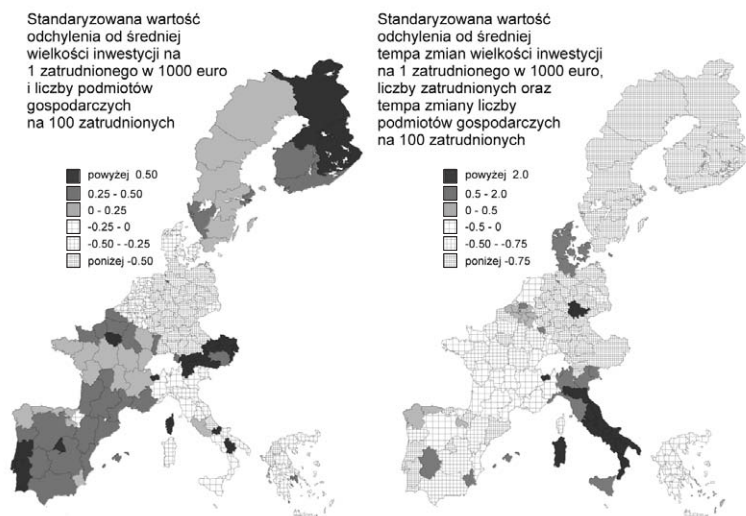 Standaryzowana wartość
odchylenia od średniej
wielkości inwestycji na
1 zatrudnionego w 1000 euro
i liczby podmiotów
gospodarczych
na 100 zatrudnionych
powyżej 0.50
0.25 - 0.50
0 - 0.25
-0.25 - 0
-0.50 - -0.25
poniżej -0.50
Standaryzowana wartość
odchylenia od średniej
tempa zmian wielkości inwestycji
na 1 zatrudnionego w 1000 euro,
liczby zatrudnionych oraz
tempa zmiany liczby
podmiotów gospodarczych
na 100 zatrudnionych
powyżej 2.0
0.5 - 2.0
0 - 0.5
-0.5 - 0
-0.50 - -0.75
poniżej -0.75